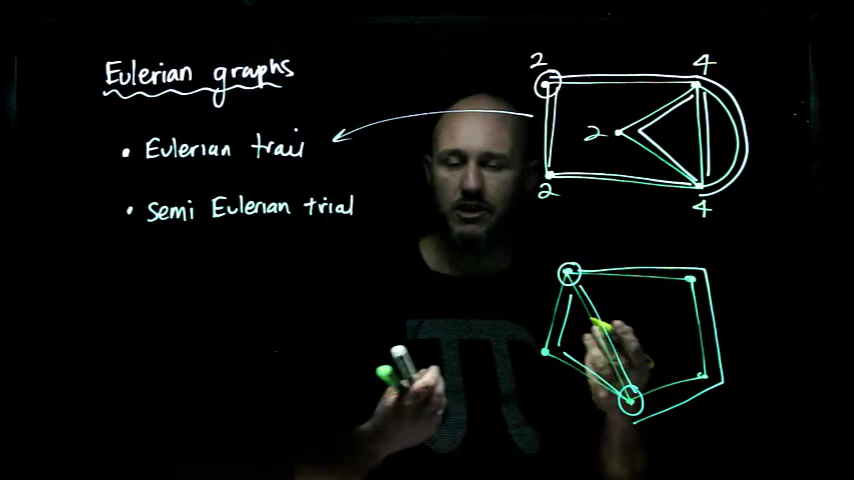 Eulerian graphs
• Eulerian trail
• Semi Eulerian trial
2 4
2
2 4